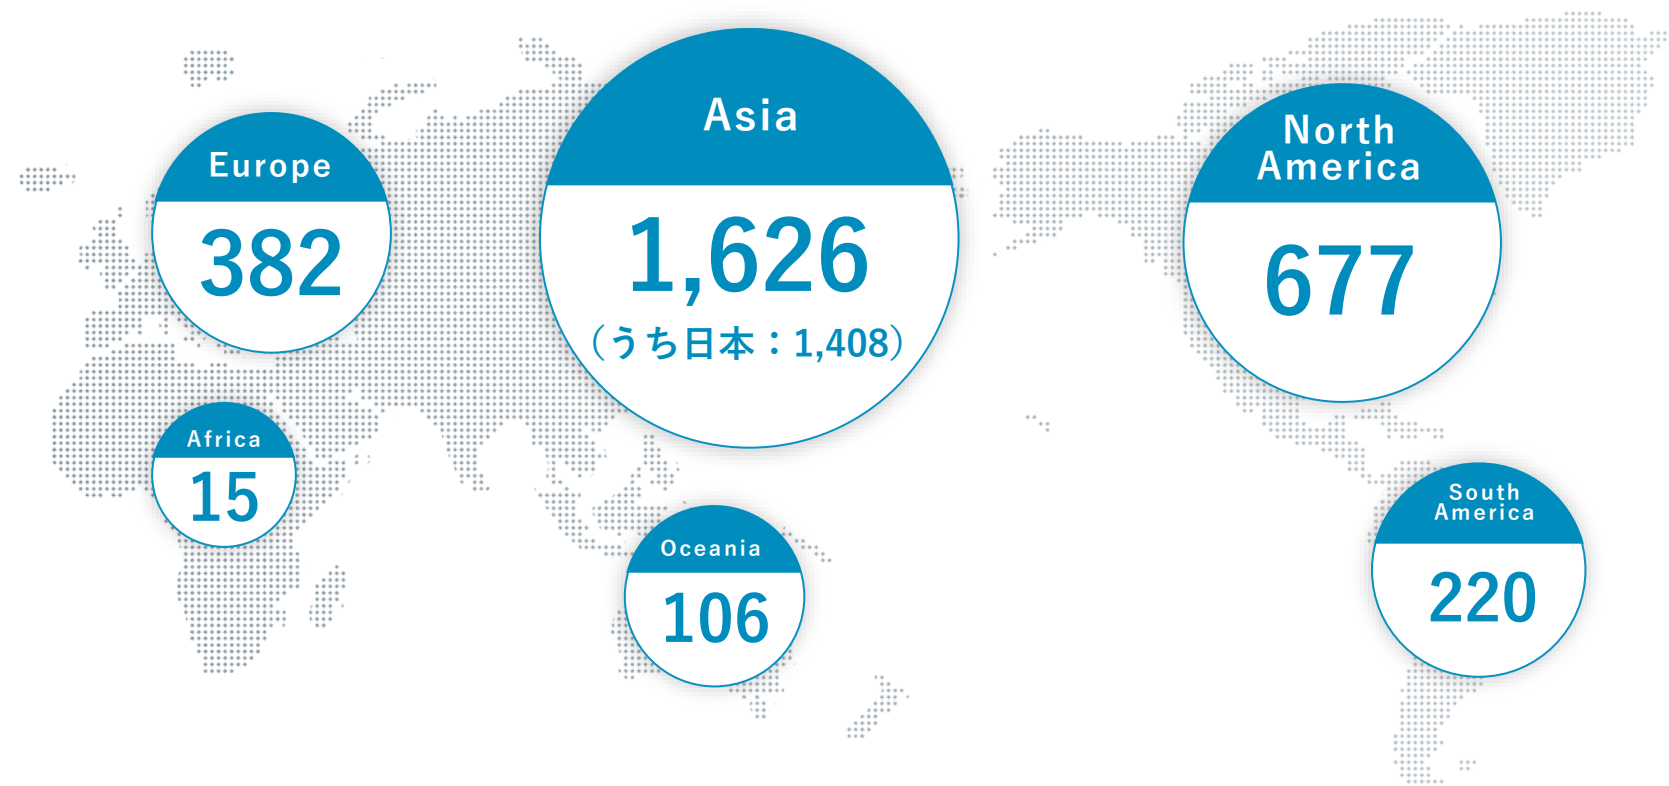 Europe
382
Asia
1,626
（うち日本：1,408）
North
America
677
Africa
15
Oceania
106
South
America
220